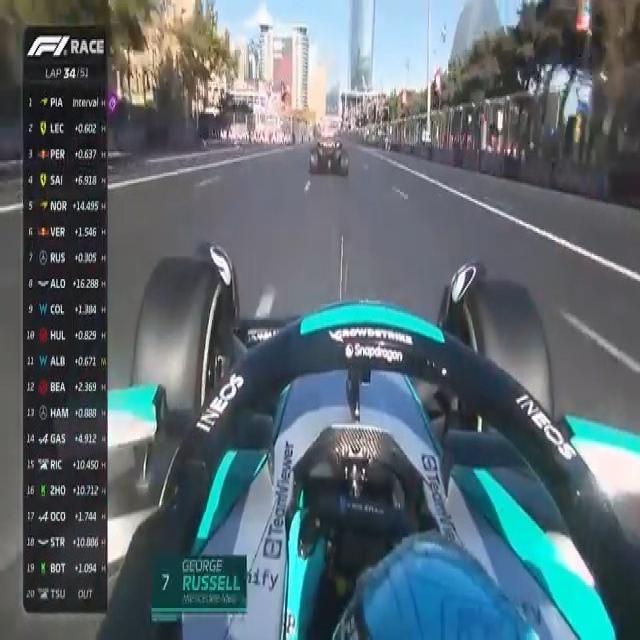 F1 RACE
LAP 34/51
1 PIA Interval
2 LEC +0.602 H
3 PER +0.637 H
4 SAI +6.918 H
5 NOR +14.495 H
6 VER +1.546 H
7 RUS +0.305 H
8 ALO +16.288 H
9 COL +1.384 H
10 HUL +0.829 H
11 ALB +0.671 M
12 BEA +2.369 H
13 HAM +0.888 H
14 GAS +4.912 H
15 RIC +10.450 H
16 ZHO +10.712 H
17 OCO +1.744 H
18 STR +10.886 H
19 BOT +1.094 H
20 TSU OUT
CROWDSTRIKE
Snapdragon
INEOS
INEOS
TeamViewer
TeamViewer
7 GEORGE
RUSSELL